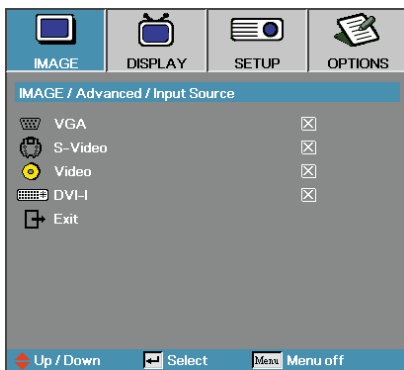 IMAGE DISPLAY SETUP OPTIONS
IMAGE / Advanced / Input Source
VGA
S-Video
Video
DVI-I
Exit
Up / Down Select Menu Menu off